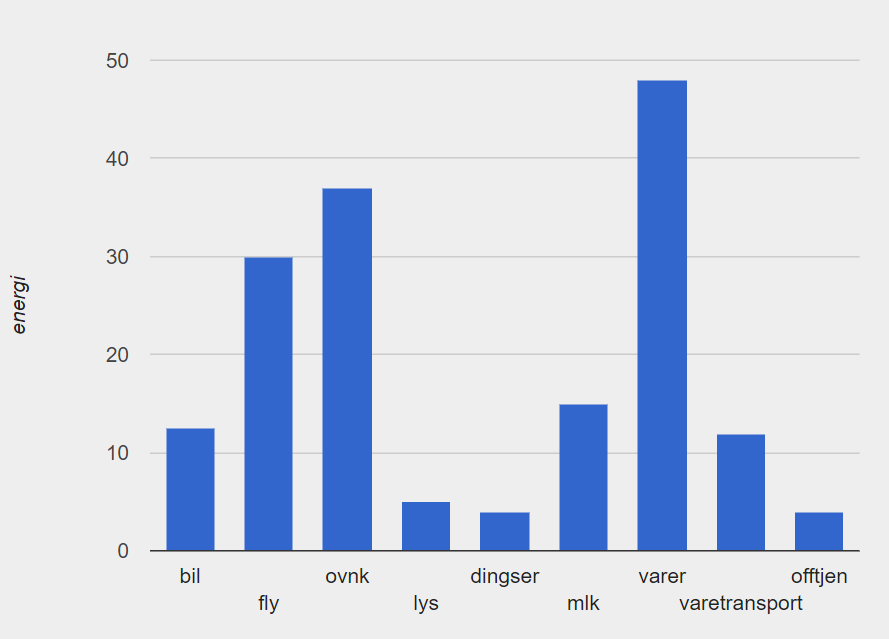 50
40
30
20
10
0
energi
bil
fly
ovnk
lys
dingser
mlk
varer
varetransport
offtjen